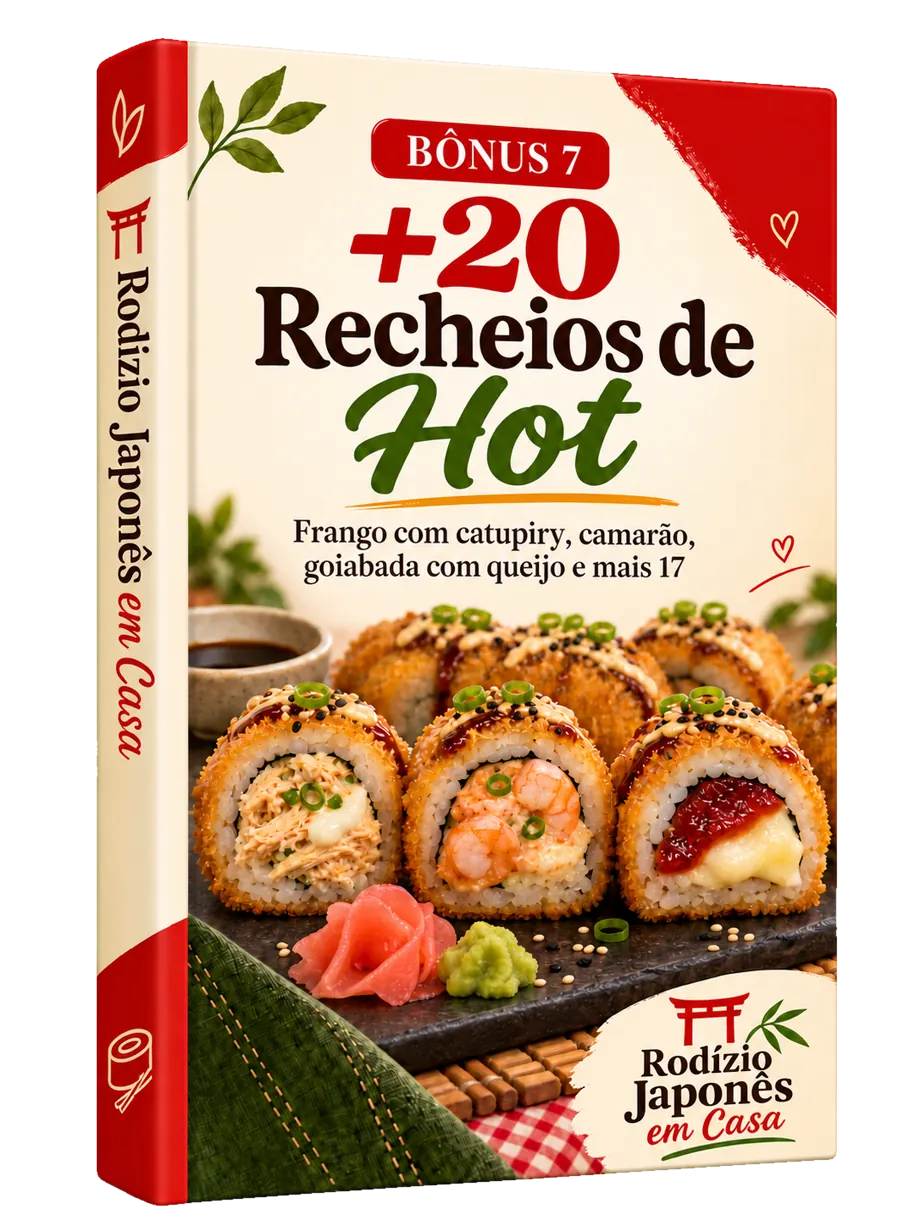 BÔNUS 7
+20
Recheios de
Hot
Frango com catupiry, camarão,
goiabada com queijo e mais 17
Rodizio Japonês em Casa
Rodízio
Japonês
em Casa